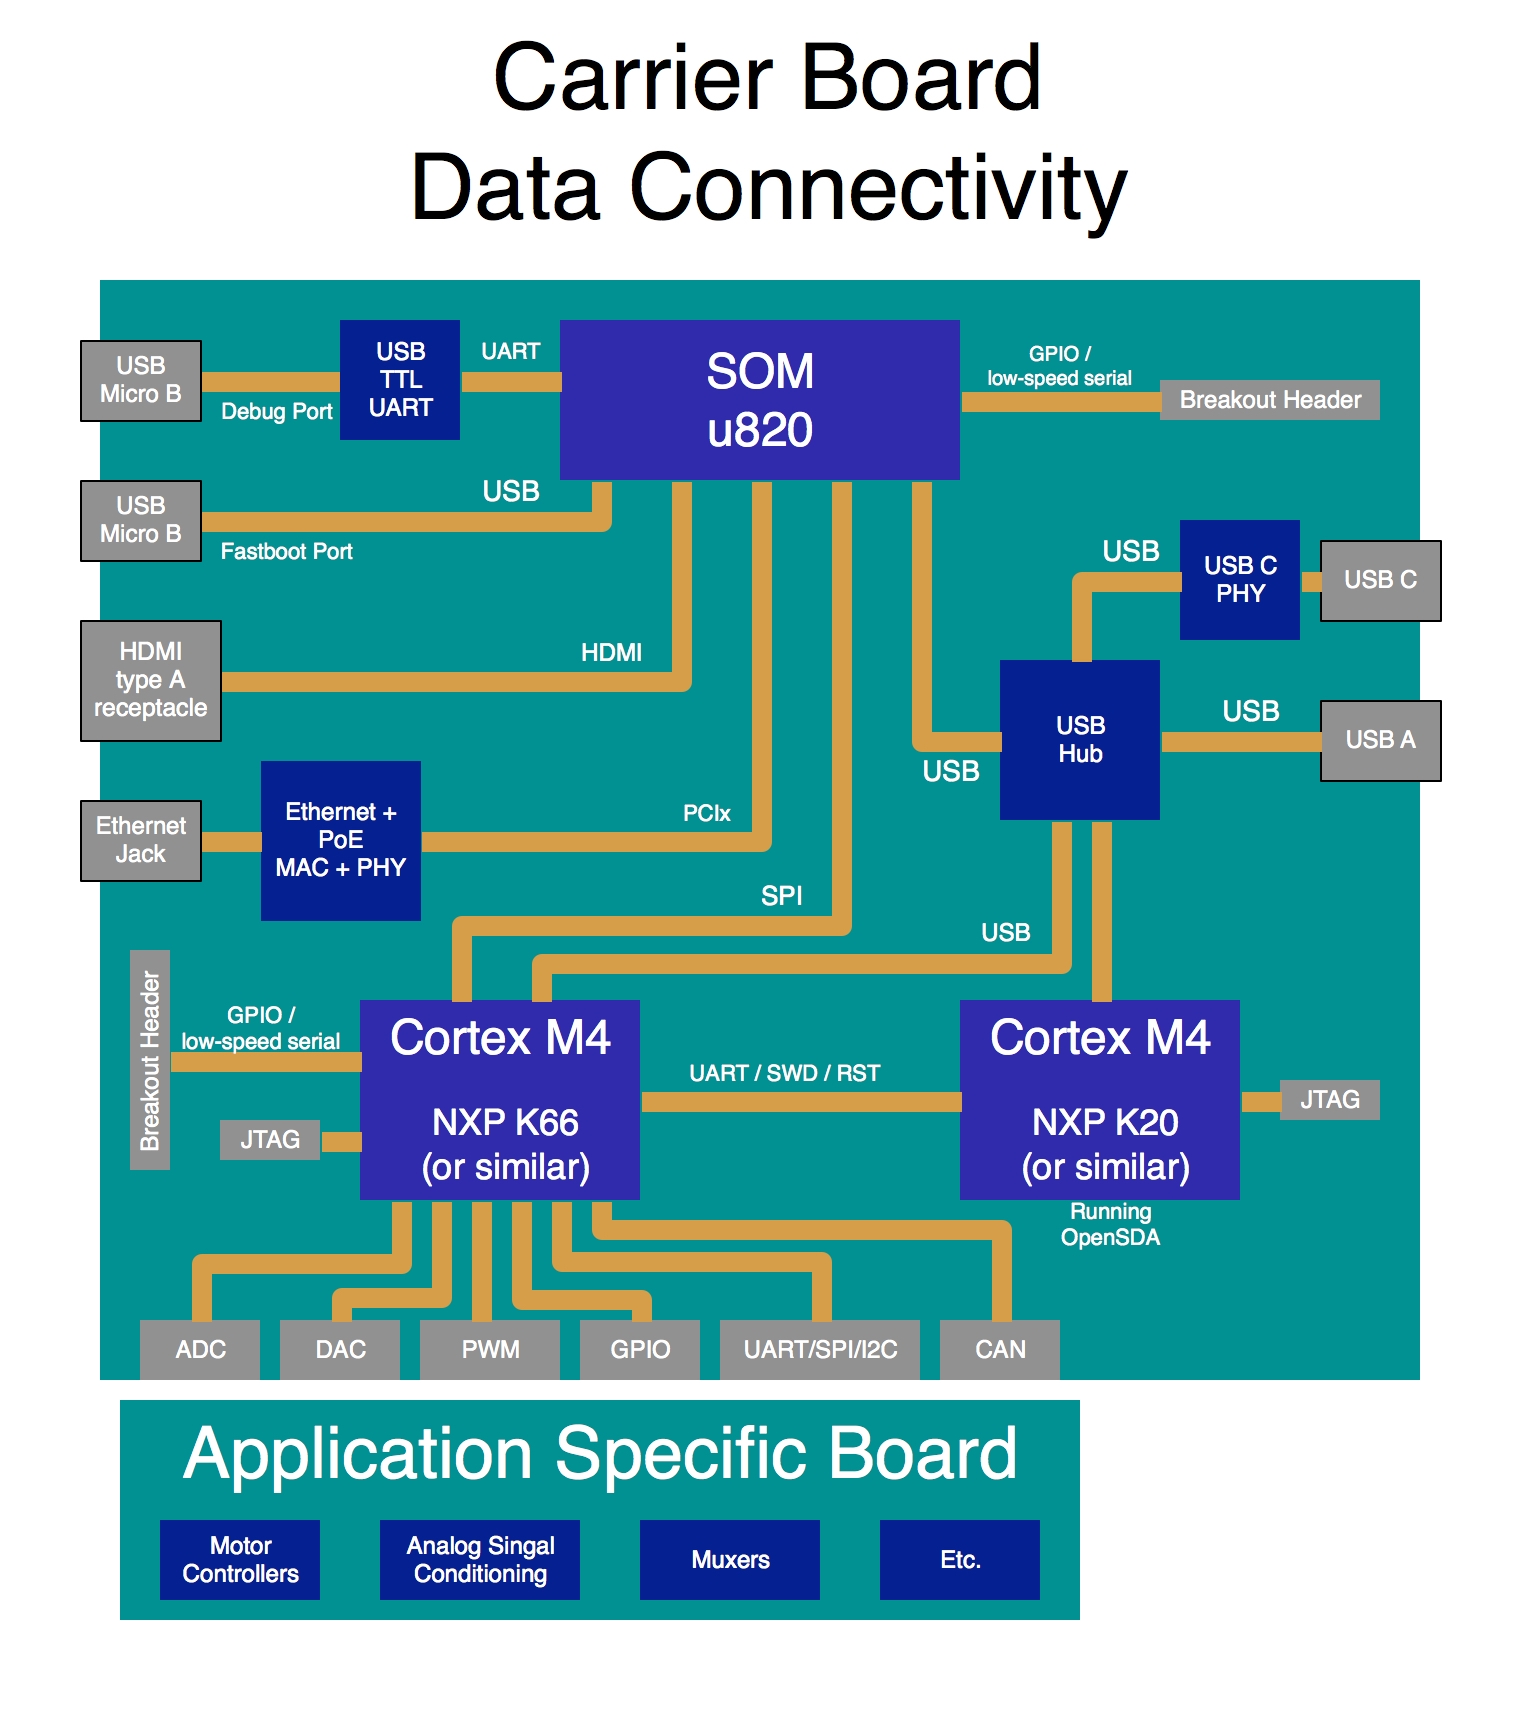 Carrier Board
Data Connectivity
USB
Micro B
Debug Port
USB
TTL
UART
UART
SOM
u820
GPIO /
low-speed serial
Breakout Header
USB
Micro B
Fastboot Port
USB
USB
USB C
PHY
USB C
HDMI
type A
receptacle
HDMI
USB
USB
Hub
USB
USB A
Ethernet
Jack
Ethernet +
PoE
MAC + PHY
PCIx
SPI
USB
Breakout Header
GPIO /
low-speed serial
JTAG
Cortex M4
NXP K66
(or similar)
UART / SWD / RST
Cortex M4
NXP K20
(or similar)
JTAG
Running
OpenSDA
ADC
DAC
PWM
GPIO
UART/SPI/I2C
CAN
Application Specific Board
Motor
Controllers
Analog Singal
Conditioning
Muxers
Etc.